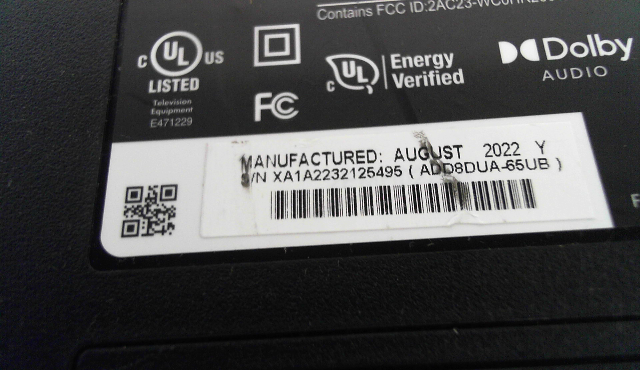 Contains FCC ID:2AC23-
C UL US
LISTED
Television
Equipment
E471229
FC
C UL
Energy
Verified
Dolby
AUDIO
MANUFACTURED: AUGUST 2022 Y
S/N XA1A2232125495 ( ADD8DUA-65UB )